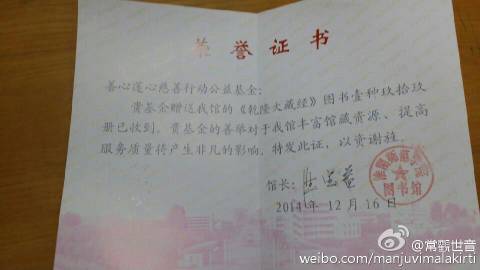 荣誉证书
善心莲心慈善行动公益基金:
贵基金赠送我馆的《乾隆大藏经》图书壹种玖拾玖
册已收到。贵基金的善举对于我馆丰富馆藏资源、提高
服务质量将产生非凡的影响。特发此证,以资谢旌。
馆长:
2014年12月16日
图书馆
@常觀世音
weibo.com/manjuvimalakirti